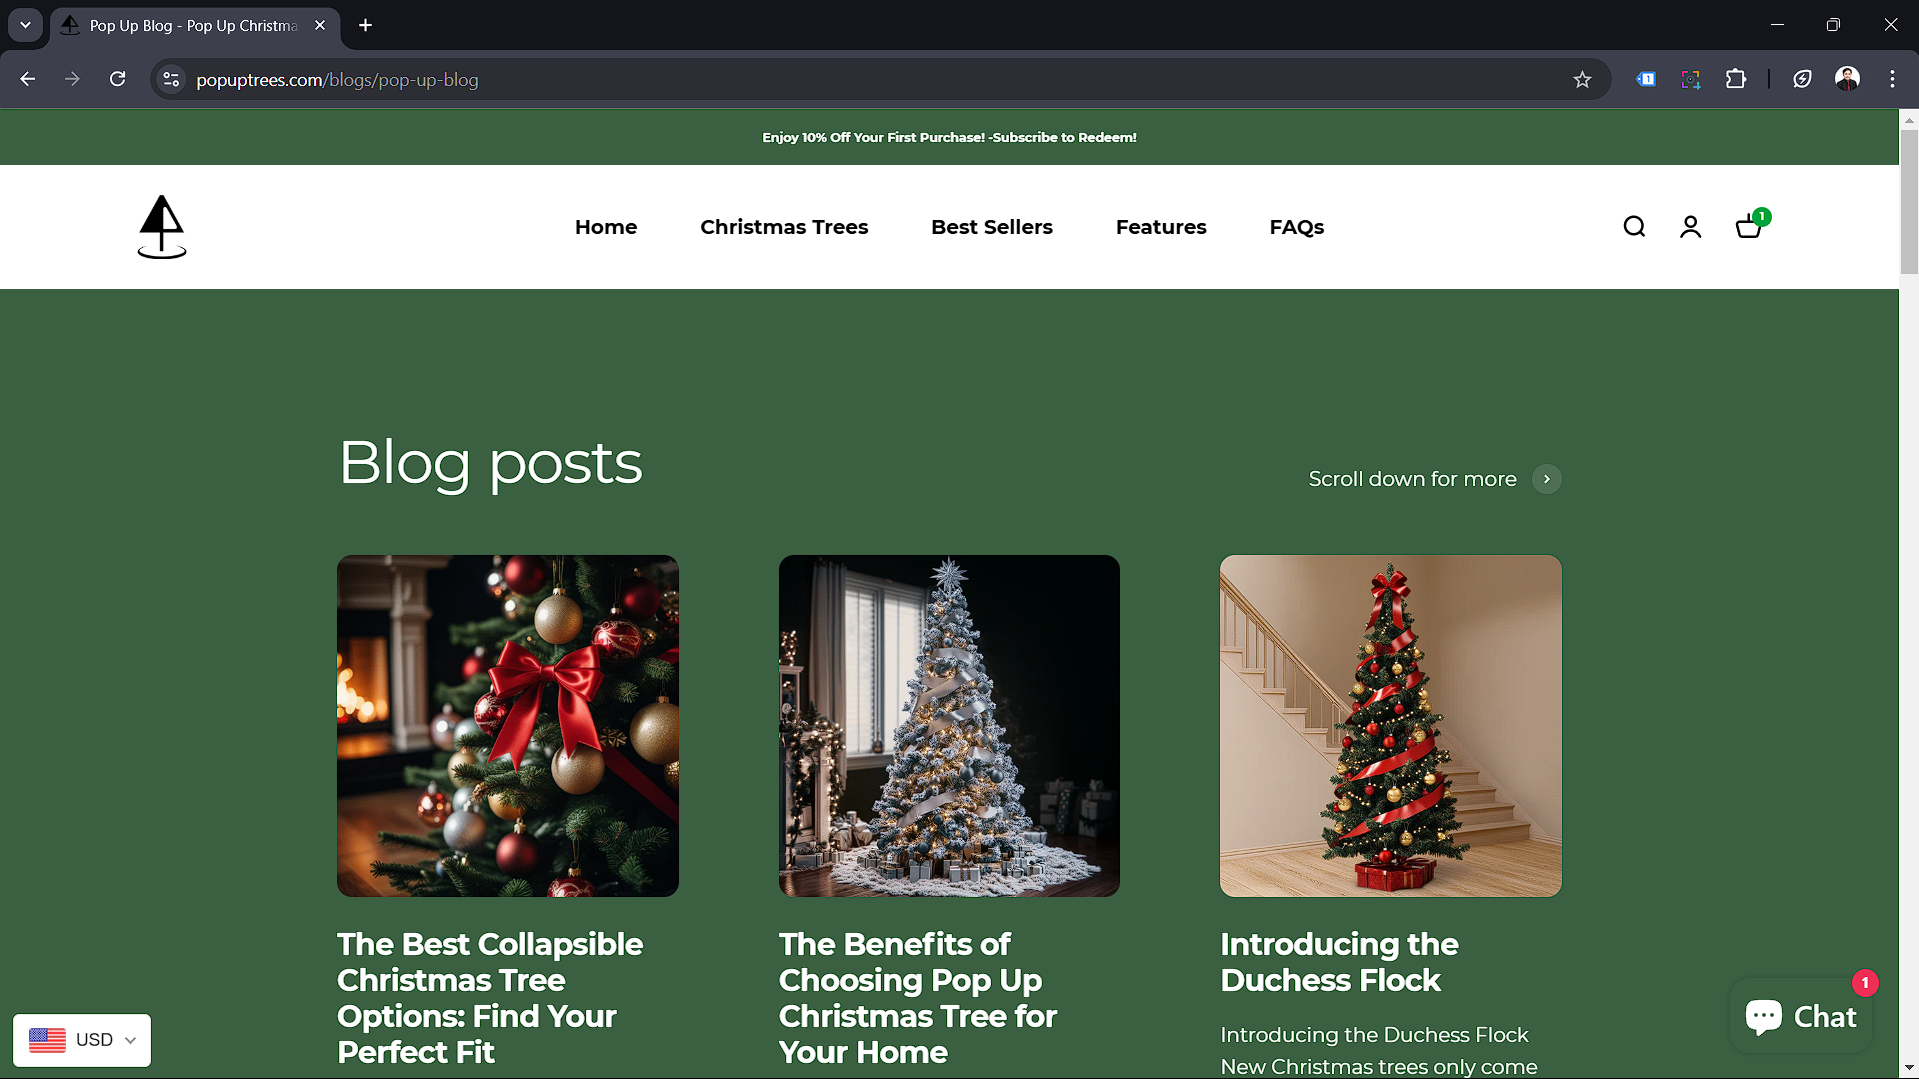 Pop Up Blog - Pop Up Christma
popuptrees.com/blogs/pop-up-blog
1
Enjoy 10% Off Your First Purchase! -Subscribe to Redeem!
Home
Christmas Trees
Best Sellers
Features
FAQs
1
Blog posts
Scroll down for more
The Best Collapsible
Christmas Tree
Options: Find Your
Perfect Fit
The Benefits of
Choosing Pop Up
Christmas Tree for
Your Home
Introducing the
Duchess Flock
Introducing the Duchess Flock
New Christmas trees only come
USD
Chat
1